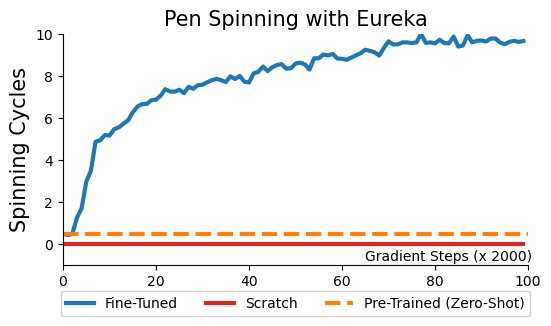 Pen Spinning with Eureka
Spinning Cycles
10
8
6
4
2
0
Gradient Steps (x 2000)
0 20 40 60 80 100
Fine-Tuned Scratch Pre-Trained (Zero-Shot)